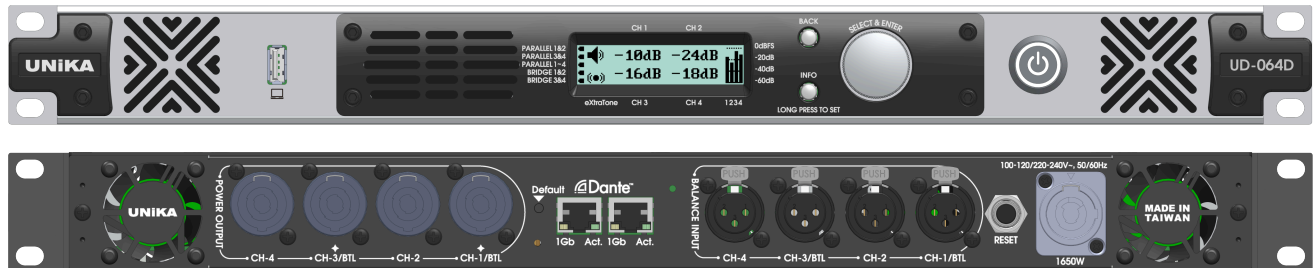 UNiKA
PARALLEL 1&2
PARALLEL 3&4
PARALLEL 1~4
BRIDGE 1&2
BRIDGE 3&4
CH 1 CH 2
-10dB -24dB
-16dB -18dB
eXtraTone CH 3 CH 4 1234
0dBFS
-20dB
-40dB
-60dB
BACK
INFO
LONG PRESS TO SET
SELECT & ENTER
UD-064D
UNiKA
POWER OUTPUT
CH-4 CH-3/BTL CH-2 CH-1/BTL
Default
Dante™
1Gb Act. 1Gb Act.
BALANCE INPUT
PUSH PUSH PUSH PUSH
CH-4 CH-3/BTL CH-2 CH-1/BTL
RESET
100-120/220-240V~, 50/60Hz
1650W
MADE IN
TAIWAN